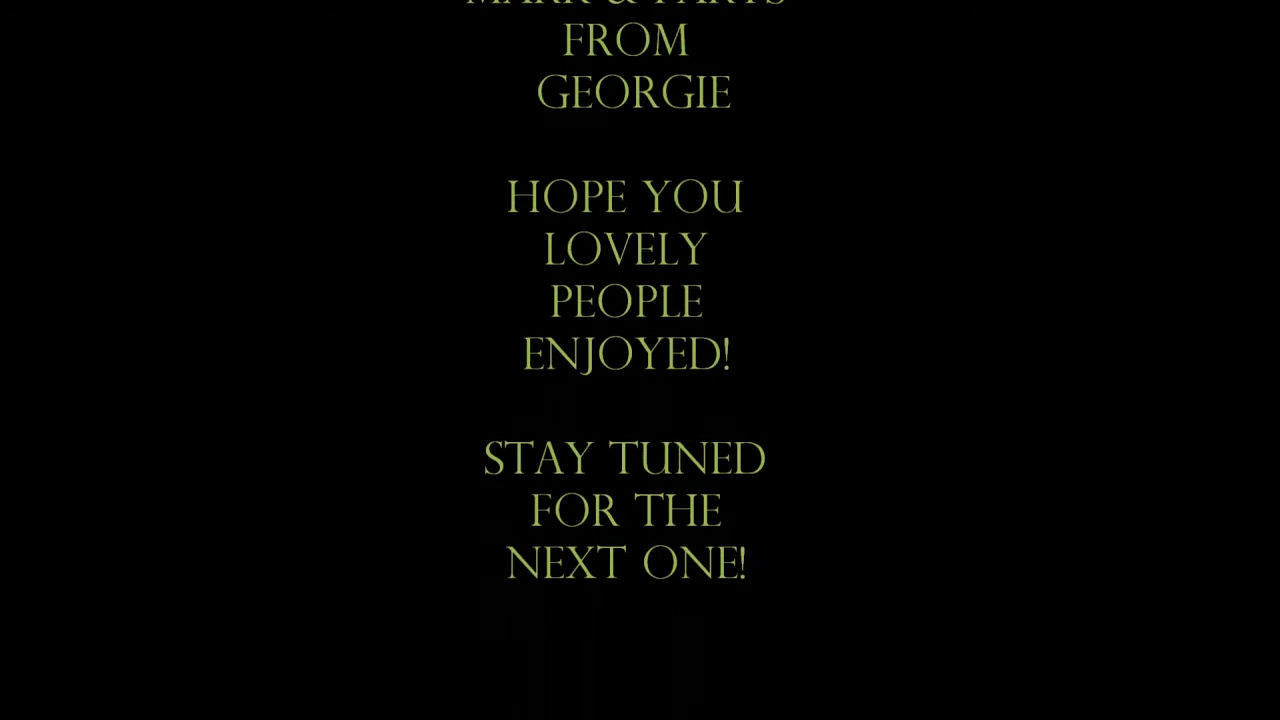 FROM
GEORGIE
HOPE YOU
LOVELY
PEOPLE
ENJOYED!
STAY TUNED
FOR THE
NEXT ONE!